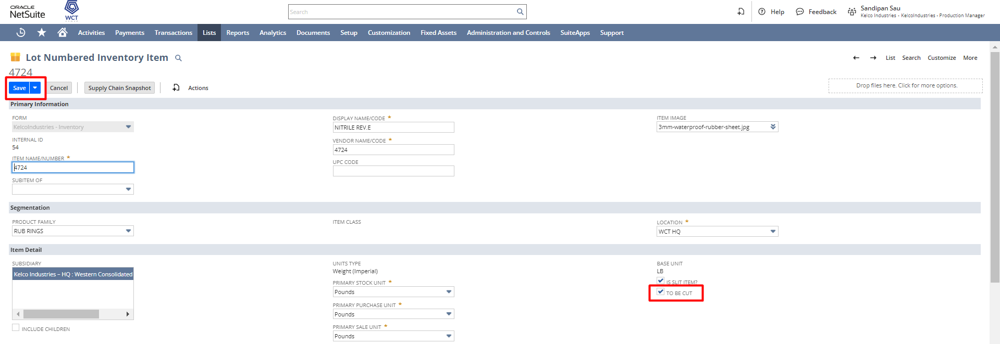 ORACLE
NetSuite
WCT
Search
Help
Feedback
Sandipan Sau
Kelco Industries - KelcoIndustries - Production Manager
Activities Payments Transactions Lists Reports Analytics Documents Setup Customization Fixed Assets Administration and Controls SuiteApps Support
Lot Numbered Inventory Item
List Search Customize More
4724
Save Cancel Supply Chain Snapshot Actions
Drop files here. Click for more options.
Primary Information
FORM
KelcoIndustries - Inventory
INTERNAL ID
54
ITEM NAME/NUMBER *
4724
SUBITEM OF
DISPLAY NAME/CODE *
NITRILE REV.E
VENDOR NAME/CODE *
4724
UPC CODE
ITEM IMAGE
3mm-waterproof-rubber-sheet.jpg
Segmentation
PRODUCT FAMILY
RUB RINGS
ITEM CLASS
LOCATION *
WCT HQ
Item Detail
SUBSIDIARY
Kelco Industries – HQ : Western Consolidated
INCLUDE CHILDREN
UNITS TYPE
Weight (Imperial)
PRIMARY STOCK UNIT *
Pounds
PRIMARY PURCHASE UNIT *
Pounds
PRIMARY SALE UNIT *
Pounds
BASE UNIT
LB
IS SLIT ITEM?
TO BE CUT